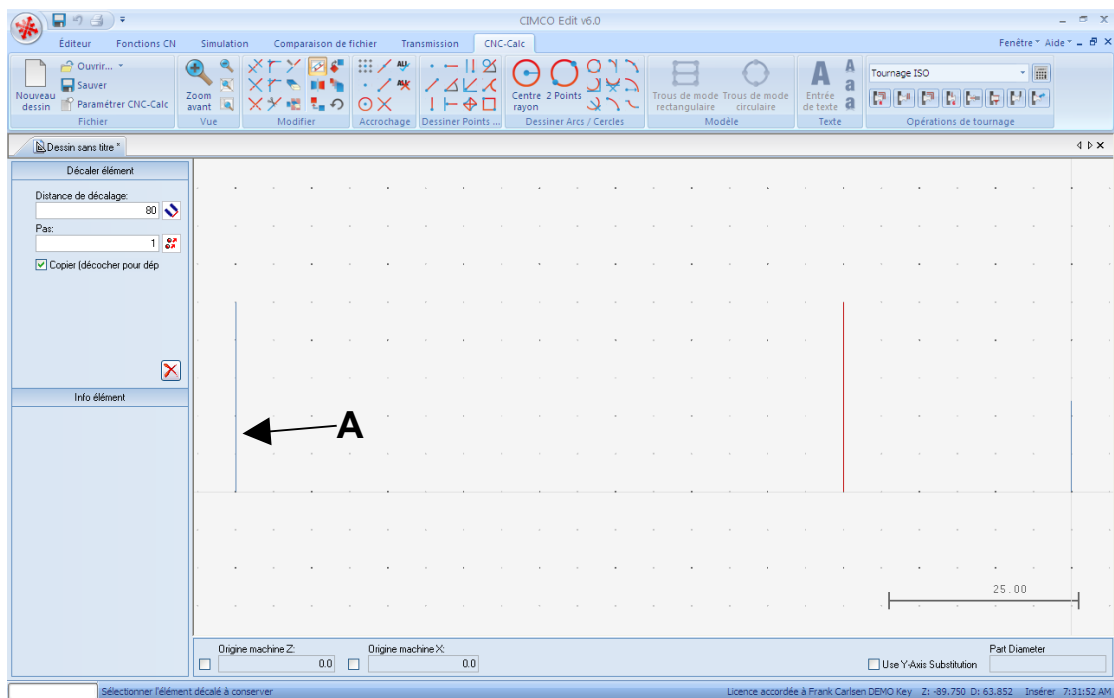 CIMCO Edit v6.0
Éditeur Fonctions CN Simulation Comparaison de fichier Transmission CNC-Calc Fenêtre Aide
Nouveau dessin
Ouvrir...
Sauver
Paramétrer CNC-Calc
Zoom avant
Centre rayon
2 Points
Trous de mode rectangulaire
Trous de mode circulaire
Entrée de texte
Tournage ISO
Fichier Vue Modifier Accrochage Dessiner Points ... Dessiner Arcs / Cercles Modèle Texte Opérations de tournage
Dessin sans titre *
Décaler élément
Distance de décalage:
80
Pas:
1
Copier (décocher pour dép
Info élément
A
25.00
Origine machine Z: Origine machine X: Part Diameter
0.0 0.0 Use Y-Axis Substitution
Sélectionner l'élément décalé à conserver Licence accordée à Frank Carlsen DEMO Key Z: -89.750 D: 63.852 Insérer 7:31:52 AM